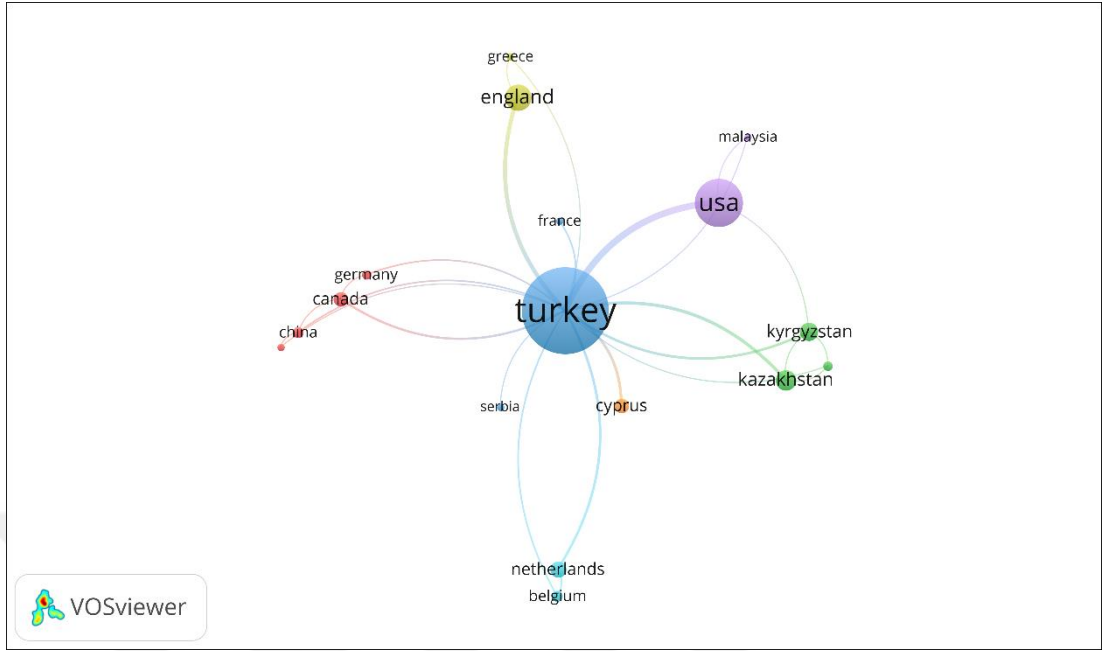 greece
england
malaysia
usa
france
germany
canada
turkey
china
kyrgyzstan
kazakhstan
serbia
cyprus
netherlands
belgium
VOSviewer